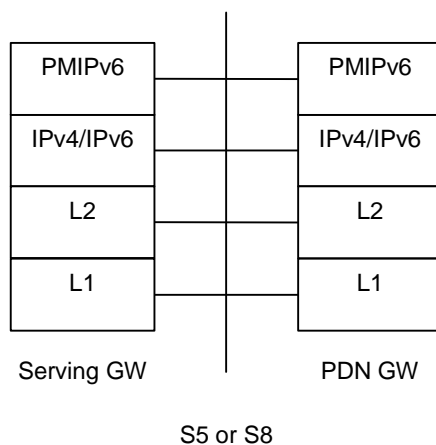 PMIPv6 PMIPv6
IPv4/IPv6 IPv4/IPv6
L2 L2
L1 L1
Serving GW PDN GW
S5 or S8